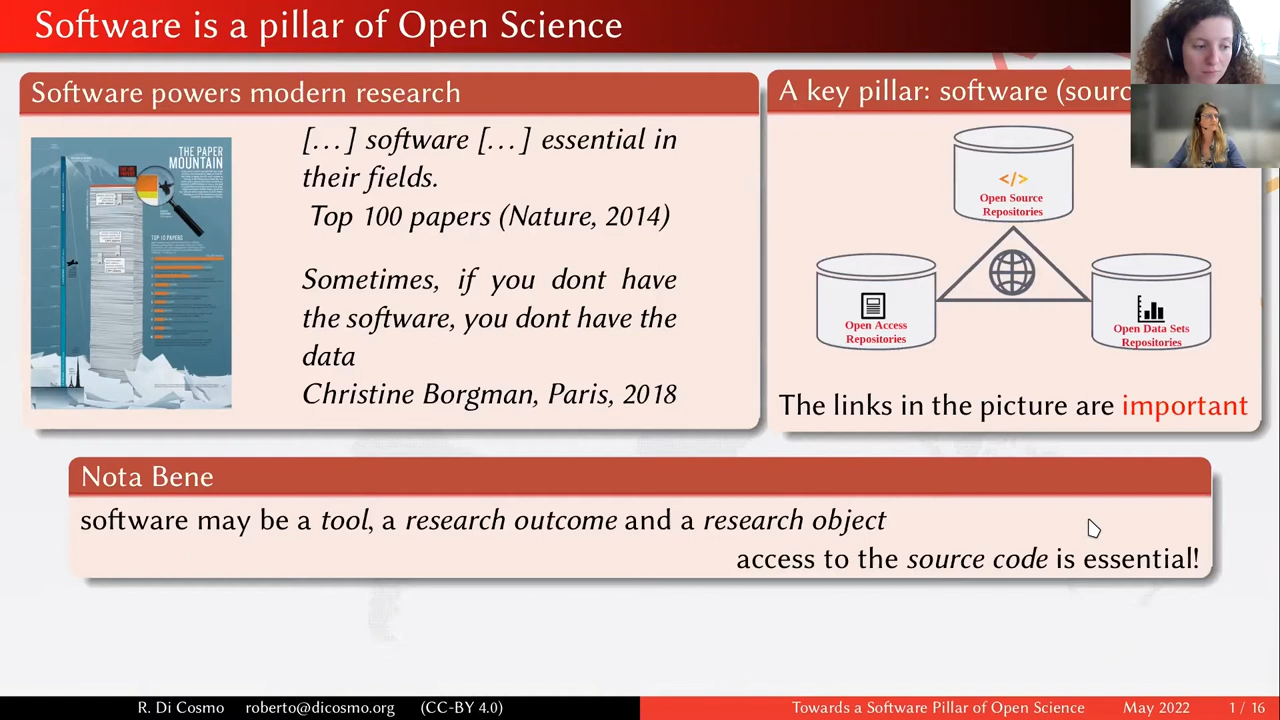 Software is a pillar of Open Science
Software powers modern research
THE PAPER
MOUNTAIN
TOP 10 PAPERS
[…] software […] essential in
their fields.
Top 100 papers (Nature, 2014)
Sometimes, if you dont have
the software, you dont have the
data
Christine Borgman, Paris, 2018
A key pillar: software (sourc
</>
Open Source
Repositories
Open Access
Repositories
Open Data Sets
Repositories
The links in the picture are important
Nota Bene
software may be a tool, a research outcome and a research object
access to the source code is essential!
R. Di Cosmo roberto@dicosmo.org (CC-BY 4.0)
Towards a Software Pillar of Open Science May 2022 1 / 16